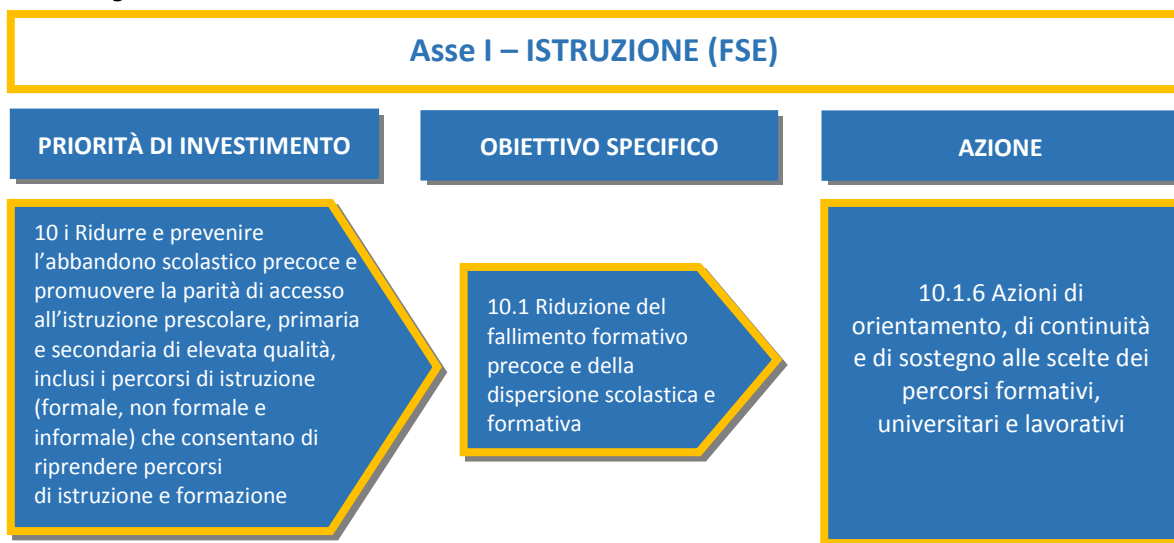 Asse I – ISTRUZIONE (FSE)
PRIORITÀ DI INVESTIMENTO
OBIETTIVO SPECIFICO
AZIONE
10 i Ridurre e prevenire
l’abbandono scolastico precoce e
promuovere la parità di accesso
all’istruzione prescolare, primaria
e secondaria di elevata qualità,
inclusi i percorsi di istruzione
(formale, non formale e
informale) che consentano di
riprendere percorsi
di istruzione e formazione
10.1 Riduzione del
fallimento formativo
precoce e della
dispersione scolastica e
formativa
10.1.6 Azioni di
orientamento, di continuità
e di sostegno alle scelte dei
percorsi formativi,
universitari e lavorativi